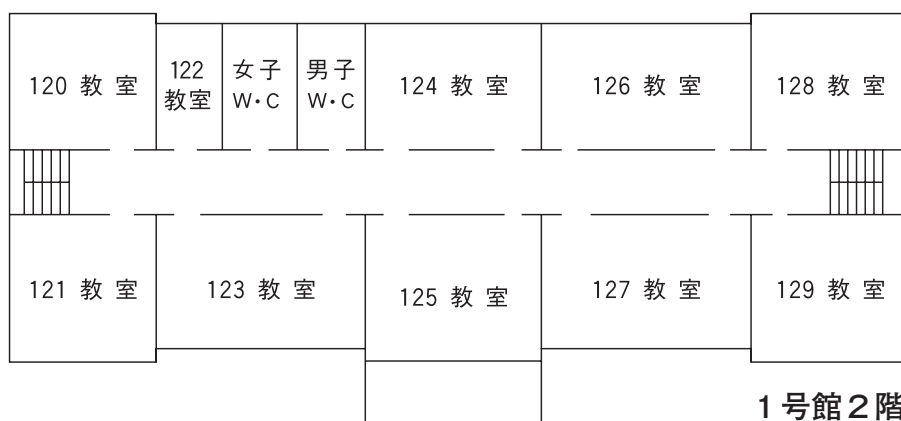 120 教 室
122
教室
女 子
W・C
男 子
W・C
124 教 室
126 教 室
128 教 室
121 教 室
123 教 室
125 教 室
127 教 室
129 教 室
1号館2階